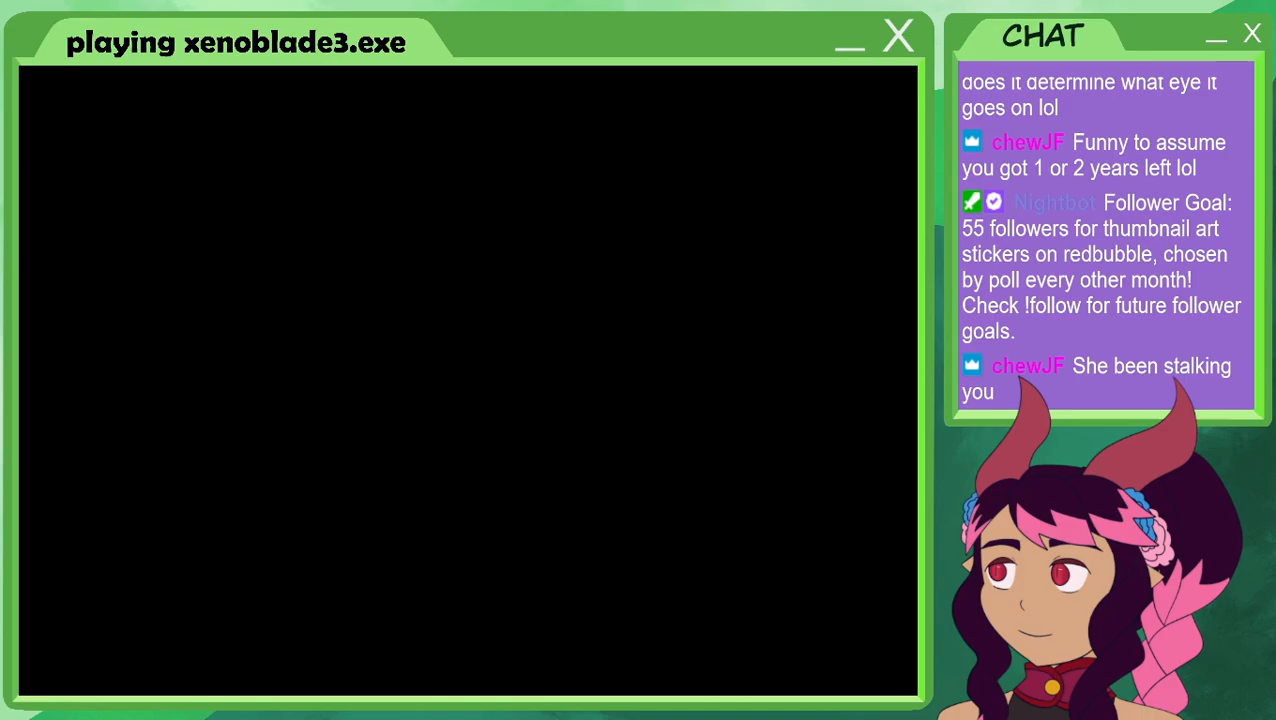 playing xenoblade3.exe
CHAT
does it determine what eye it
goes on lol
chewJF Funny to assume
you got 1 or 2 years left lol
Nightbot Follower Goal:
55 followers for thumbnail art
stickers on redbubble, chosen
by poll every other month!
Check !follow for future follower
goals.
chewJF She been stalking
you